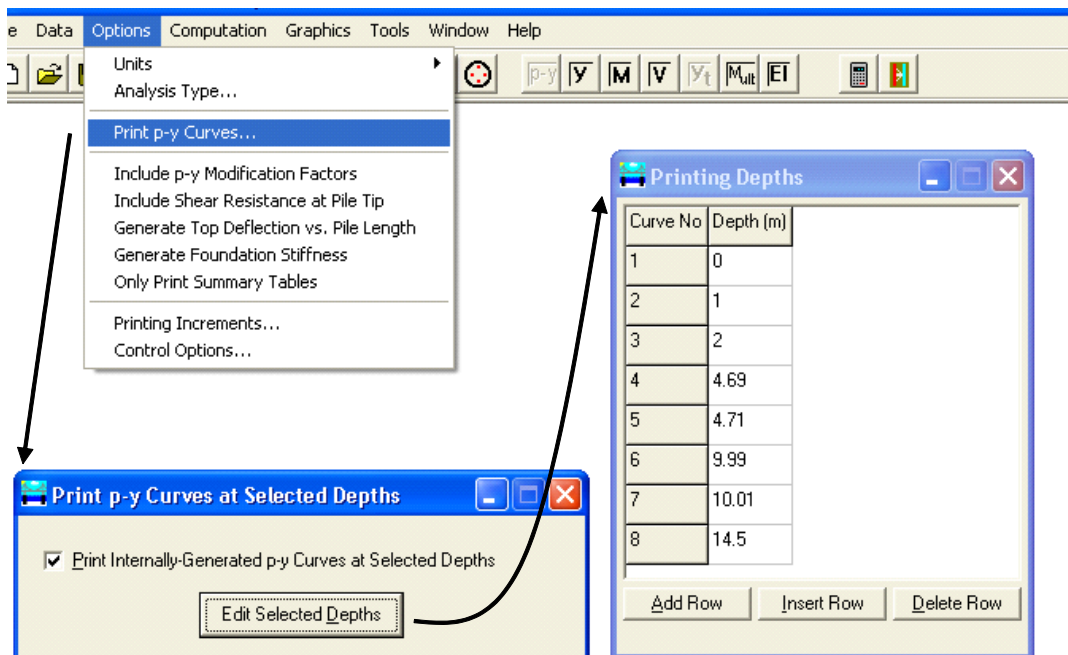 e Data Options Computation Graphics Tools Window Help
p-y y M V yt Mult EI
Units
Analysis Type...
Print p-y Curves...
Include p-y Modification Factors
Include Shear Resistance at Pile Tip
Generate Top Deflection vs. Pile Length
Generate Foundation Stiffness
Only Print Summary Tables
Printing Increments...
Control Options...
Printing Depths
Curve No Depth (m)
1 0
2 1
3 2
4 4.69
5 4.71
6 9.99
7 10.01
8 14.5
Add Row Insert Row Delete Row
Print p-y Curves at Selected Depths
Print Internally-Generated p-y Curves at Selected Depths
Edit Selected Depths